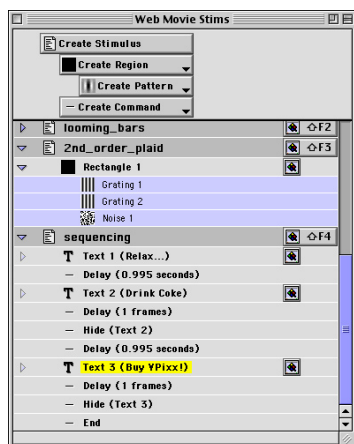 Web Movie Stims
Create Stimulus
Create Region
Create Pattern
— Create Command
looming_bars ⇧F2
2nd_order_plaid ⇧F3
Rectangle 1
Grating 1
Grating 2
Noise 1
sequencing ⇧F4
T Text 1 (Relax...)
— Delay (0.995 seconds)
T Text 2 (Drink Coke)
— Delay (1 frames)
— Hide (Text 2)
— Delay (0.995 seconds)
T Text 3 (Buy VPixx!)
— Delay (1 frames)
— Hide (Text 3)
— End